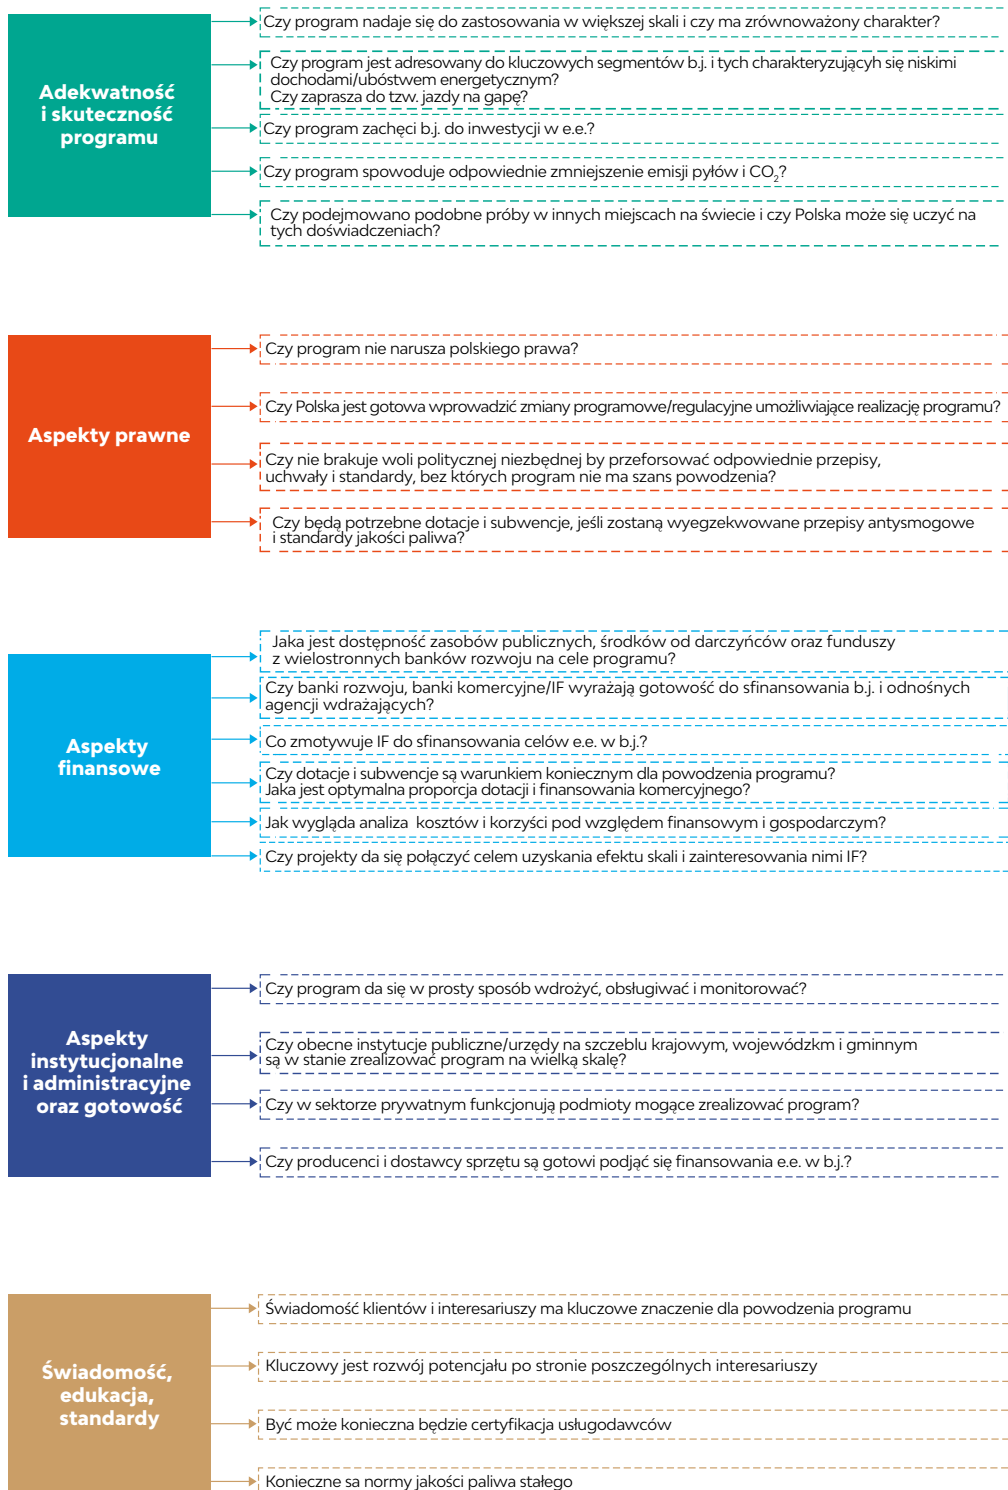 Adekwatność
i skuteczność
programu
Czy program nadaje się do zastosowania w większej skali i czy ma zrównoważony charakter?
Czy program jest adresowany do kluczowych segmentów b.j. i tych charakteryzująych się niskimi
dochodami/ubóstwem energetycznym?
Czy zaprasza do tzw. jazdy na gapę?
Czy program zachęci b.j. do inwestycji w e.e.?
Czy program spowoduje odpowiednie zmniejszenie emisji pyłów i CO₂?
Czy podejmowano podobne próby w innych miejscach na świecie i czy Polska może się uczyć na
tych doświadczeniach?
Aspekty prawne
Czy program nie narusza polskiego prawa?
Czy Polska jest gotowa wprowadzić zmiany programowe/regulacyjne umożliwiające realizację programu?
Czy nie brakuje woli politycznej niezbędnej by przeforsować odpowiednie przepisy,
uchwały i standardy, bez których program nie ma szans powodzenia?
Czy będą potrzebne dotacje i subwencje, jeśli zostaną wyegzekwowane przepisy antysmogowe
i standardy jakości paliwa?
Aspekty
finansowe
Jaka jest dostępność zasobów publicznych, środków od darczyńców oraz funduszy
z wielostronnych banków rozwoju na cele programu?
Czy banki rozwoju, banki komercyjne/IF wyrażają gotowość do sfinansowania b.j. i odnośnych
agencji wdrażających?
Co zmotywuje IF do sfinansowania celów e.e. w b.j.?
Czy dotacje i subwencje są warunkiem koniecznym dla powodzenia programu?
Jaka jest optymalna proporcja dotacji i finansowania komercyjnego?
Jak wygląda analiza kosztów i korzyści pod względem finansowym i gospodarczym?
Czy projekty da się połączyć celem uzyskania efektu skali i zainteresowania nimi IF?
Aspekty
instytucjonalne
i administracyjne
oraz gotowość
Czy program da się w prosty sposób wdrożyć, obsługiwać i monitorować?
Czy obecne instytucje publiczne/urzędy na szczeblu krajowym, wojewódzkm i gminnym
są w stanie zrealizować program na wielką skalę?
Czy w sektorze prywatnym funkcjonują podmioty mogące zrealizować program?
Czy producenci i dostawcy sprzętu są gotowi podjąć się finansowania e.e. w b.j.?
Świadomość,
edukacja,
standardy
Świadomość klientów i interesariuszy ma kluczowe znaczenie dla powodzenia programu
Kluczowy jest rozwój potencjału po stronie poszczególnych interesariuszy
Być może konieczna będzie certyfikacja usługodawców
Konieczne sa normy jakości paliwa stałego